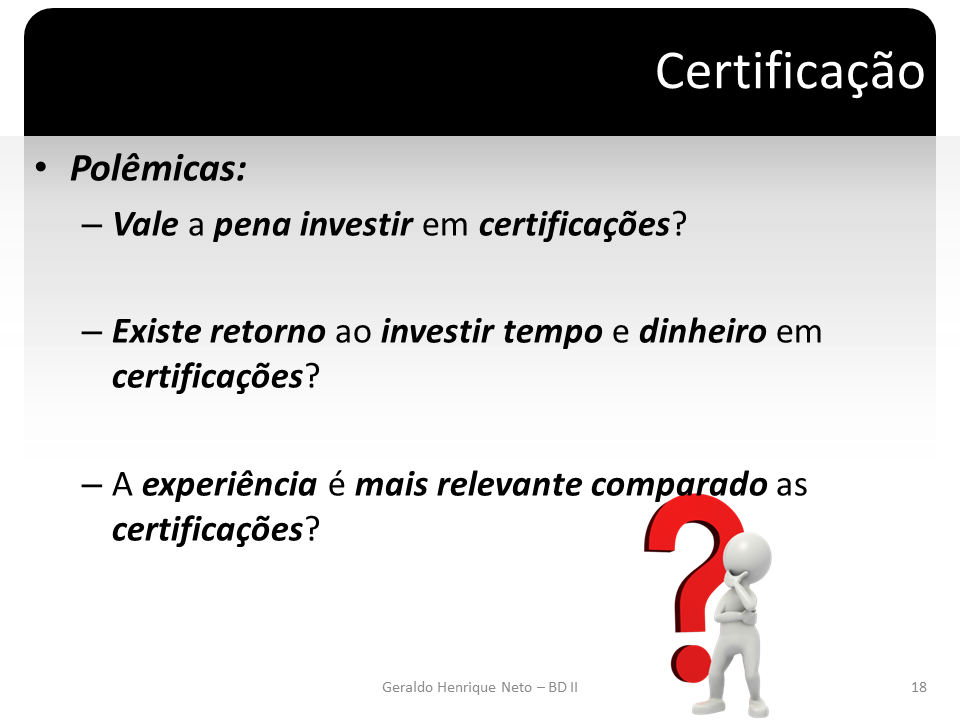 Certificação
• Polêmicas:
– Vale a pena investir em certificações?
– Existe retorno ao investir tempo e dinheiro em
certificações?
– A experiência é mais relevante comparado as
certificações?
Geraldo Henrique Neto – BD II
18